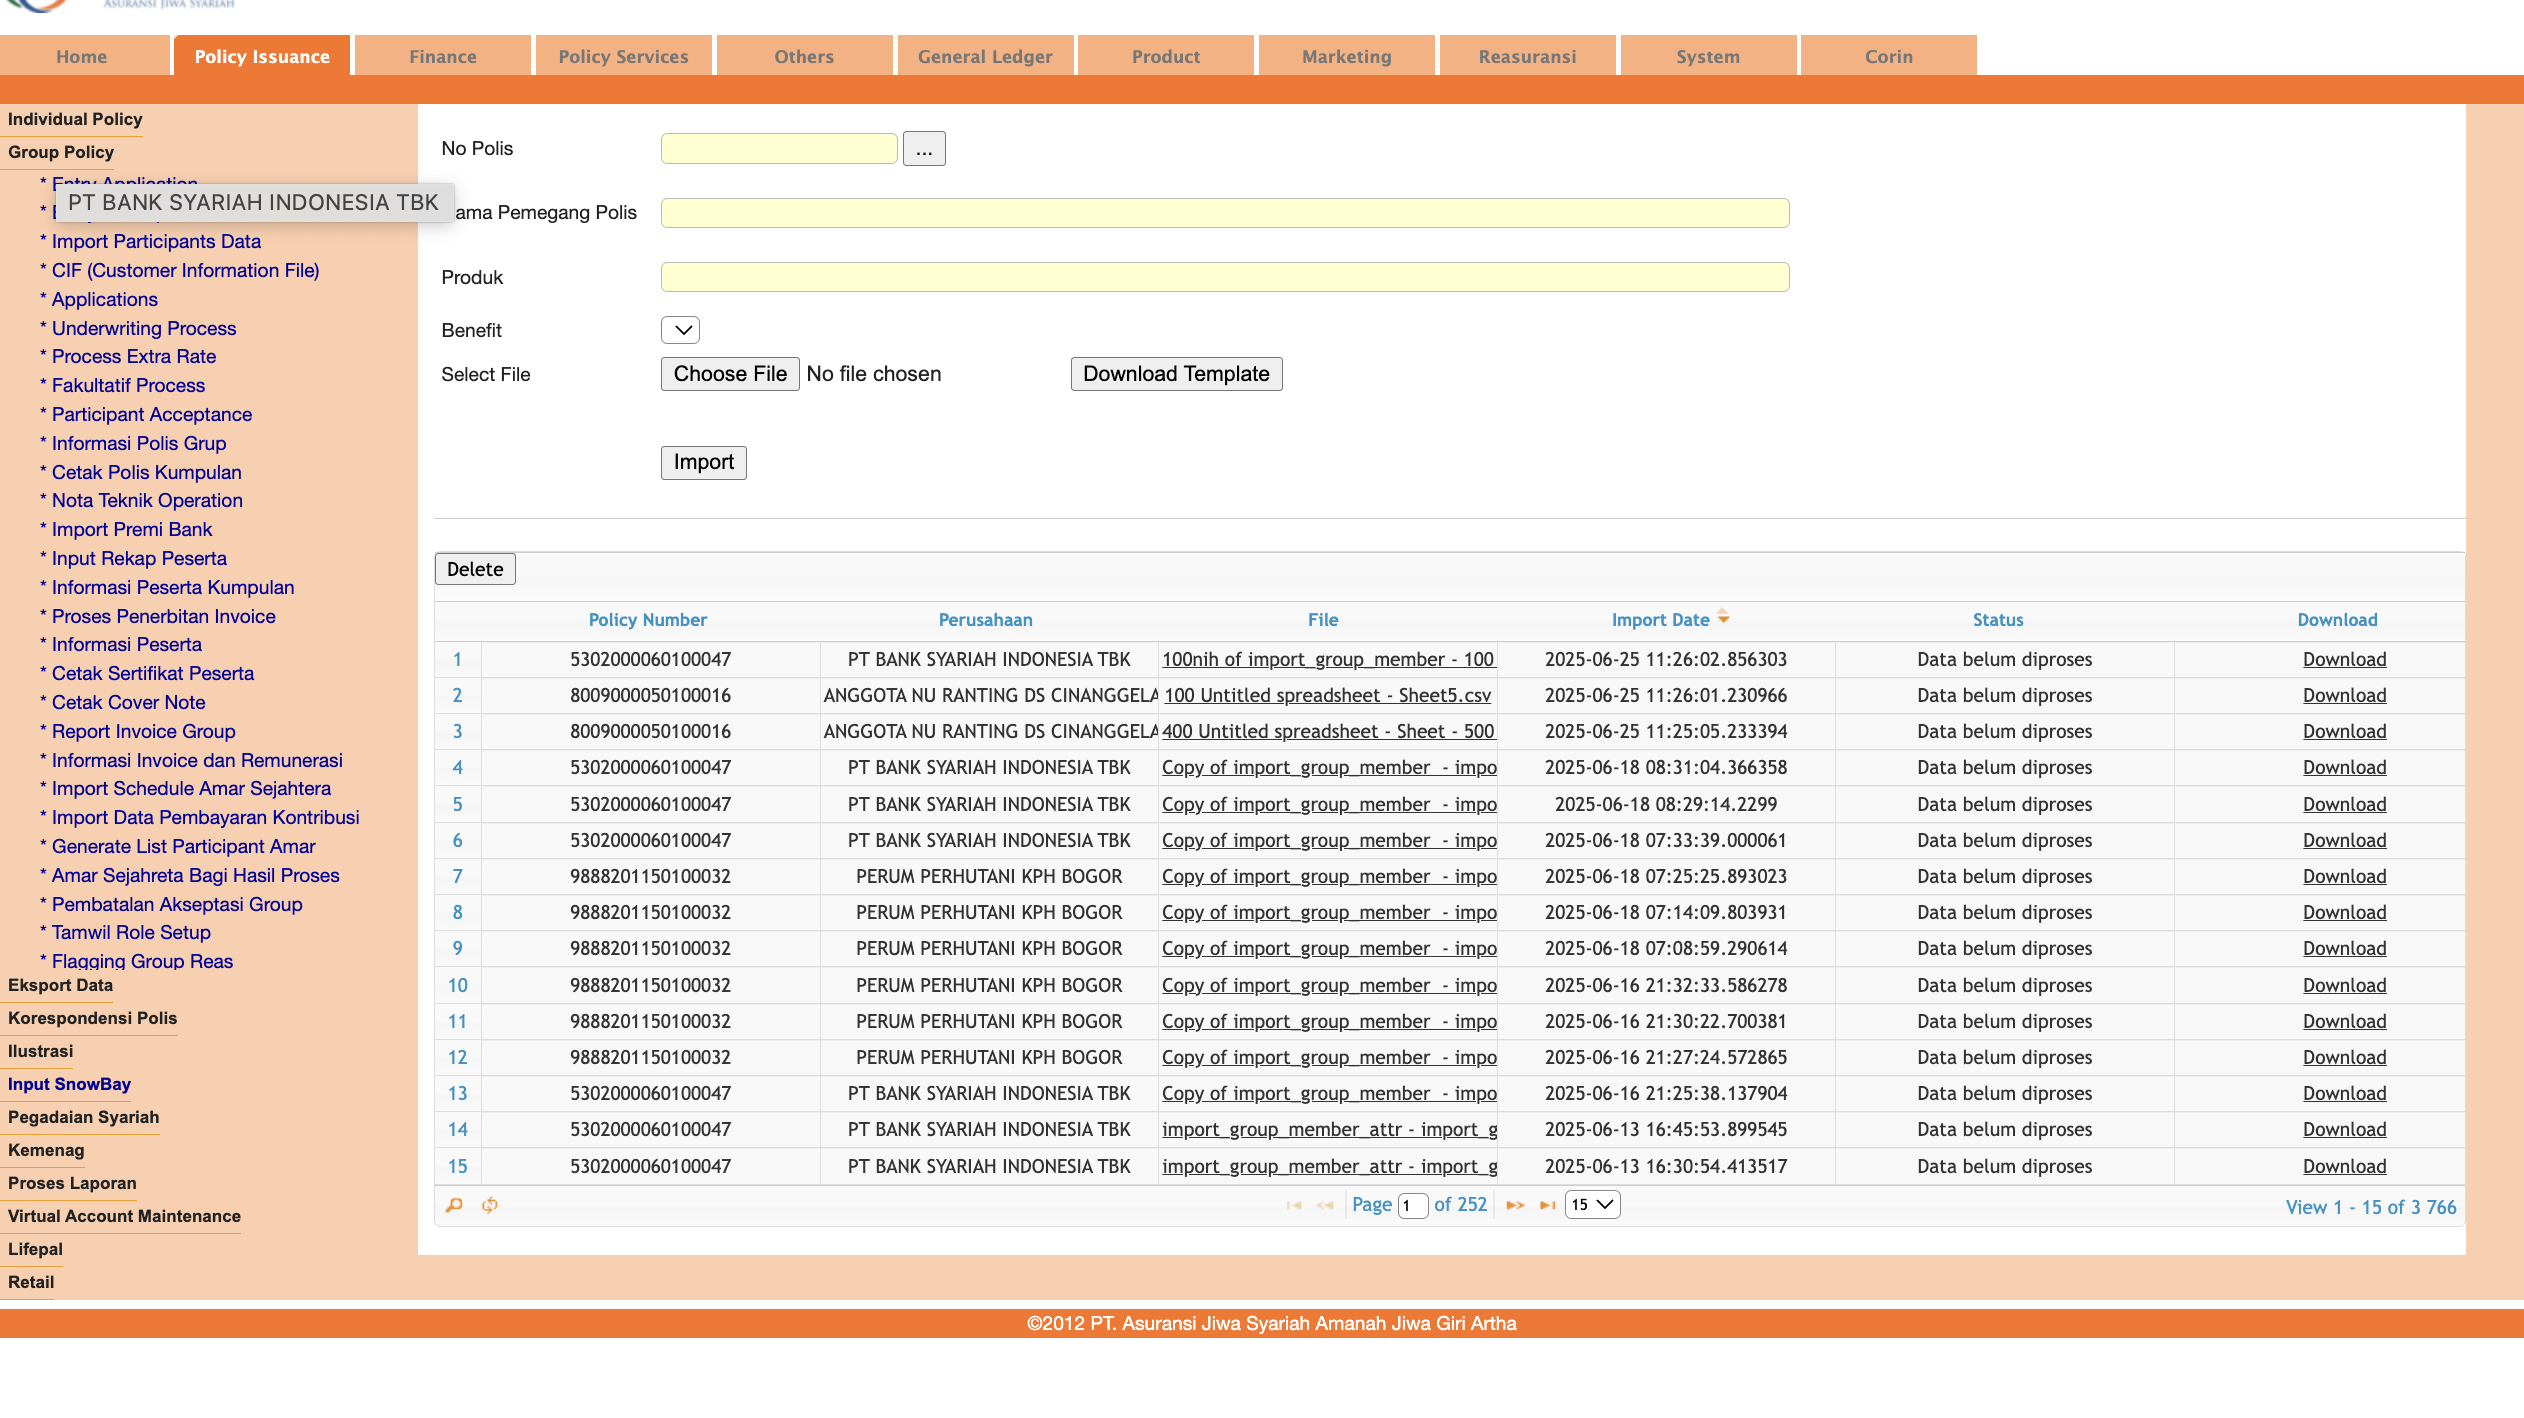 ASURANSI JIWA SYARIAH
Home Policy Issuance Finance Policy Services Others General Ledger Product Marketing Reasuransi System Corin
Individual Policy
Group Policy
* Entry Application
PT BANK SYARIAH INDONESIA TBK
* Import Participants Data
* CIF (Customer Information File)
* Applications
* Underwriting Process
* Process Extra Rate
* Fakultatif Process
* Participant Acceptance
* Informasi Polis Grup
* Cetak Polis Kumpulan
* Nota Teknik Operation
* Import Premi Bank
* Input Rekap Peserta
* Informasi Peserta Kumpulan
* Proses Penerbitan Invoice
* Informasi Peserta
* Cetak Sertifikat Peserta
* Cetak Cover Note
* Report Invoice Group
* Informasi Invoice dan Remunerasi
* Import Schedule Amar Sejahtera
* Import Data Pembayaran Kontribusi
* Generate List Participant Amar
* Amar Sejahreta Bagi Hasil Proses
* Pembatalan Akseptasi Group
* Tamwil Role Setup
* Flagging Group Reas
Eksport Data
Korespondensi Polis
Ilustrasi
Input SnowBay
Pegadaian Syariah
Kemenag
Proses Laporan
Virtual Account Maintenance
Lifepal
Retail
No Polis ...
ama Pemegang Polis
Produk
Benefit
Select File Choose File No file chosen Download Template
Import
Delete
Policy Number Perusahaan File Import Date Status Download
1 5302000060100047 PT BANK SYARIAH INDONESIA TBK 100nih of import_group_member - 100 2025-06-25 11:26:02.856303 Data belum diproses Download
2 8009000050100016 ANGGOTA NU RANTING DS CINANGGELA 100 Untitled spreadsheet - Sheet5.csv 2025-06-25 11:26:01.230966 Data belum diproses Download
3 8009000050100016 ANGGOTA NU RANTING DS CINANGGELA 400 Untitled spreadsheet - Sheet - 500 2025-06-25 11:25:05.233394 Data belum diproses Download
4 5302000060100047 PT BANK SYARIAH INDONESIA TBK Copy of import_group_member - impo 2025-06-18 08:31:04.366358 Data belum diproses Download
5 5302000060100047 PT BANK SYARIAH INDONESIA TBK Copy of import_group_member - impo 2025-06-18 08:29:14.2299 Data belum diproses Download
6 5302000060100047 PT BANK SYARIAH INDONESIA TBK Copy of import_group_member - impo 2025-06-18 07:33:39.000061 Data belum diproses Download
7 9888201150100032 PERUM PERHUTANI KPH BOGOR Copy of import_group_member - impo 2025-06-18 07:25:25.893023 Data belum diproses Download
8 9888201150100032 PERUM PERHUTANI KPH BOGOR Copy of import_group_member - impo 2025-06-18 07:14:09.803931 Data belum diproses Download
9 9888201150100032 PERUM PERHUTANI KPH BOGOR Copy of import_group_member - impo 2025-06-18 07:08:59.290614 Data belum diproses Download
10 9888201150100032 PERUM PERHUTANI KPH BOGOR Copy of import_group_member - impo 2025-06-16 21:32:33.586278 Data belum diproses Download
11 9888201150100032 PERUM PERHUTANI KPH BOGOR Copy of import_group_member - impo 2025-06-16 21:30:22.700381 Data belum diproses Download
12 9888201150100032 PERUM PERHUTANI KPH BOGOR Copy of import_group_member - impo 2025-06-16 21:27:24.572865 Data belum diproses Download
13 5302000060100047 PT BANK SYARIAH INDONESIA TBK Copy of import_group_member - impo 2025-06-16 21:25:38.137904 Data belum diproses Download
14 5302000060100047 PT BANK SYARIAH INDONESIA TBK import_group_member_attr - import_g 2025-06-13 16:45:53.899545 Data belum diproses Download
15 5302000060100047 PT BANK SYARIAH INDONESIA TBK import_group_member_attr - import_g 2025-06-13 16:30:54.413517 Data belum diproses Download
Page 1 of 252 15 View 1 - 15 of 3 766
©2012 PT. Asuransi Jiwa Syariah Amanah Jiwa Giri Artha